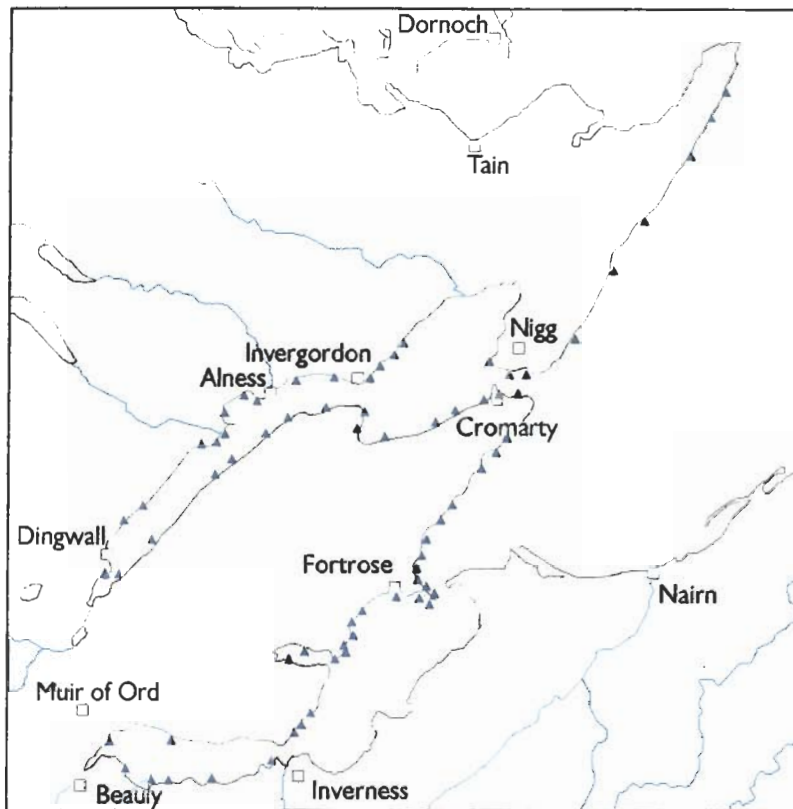 Dornoch
Tain
Nigg
Invergordon
Alness
Cromarty
Dingwall
Fortrose
Nairn
Muir of Ord
Inverness
Beauly